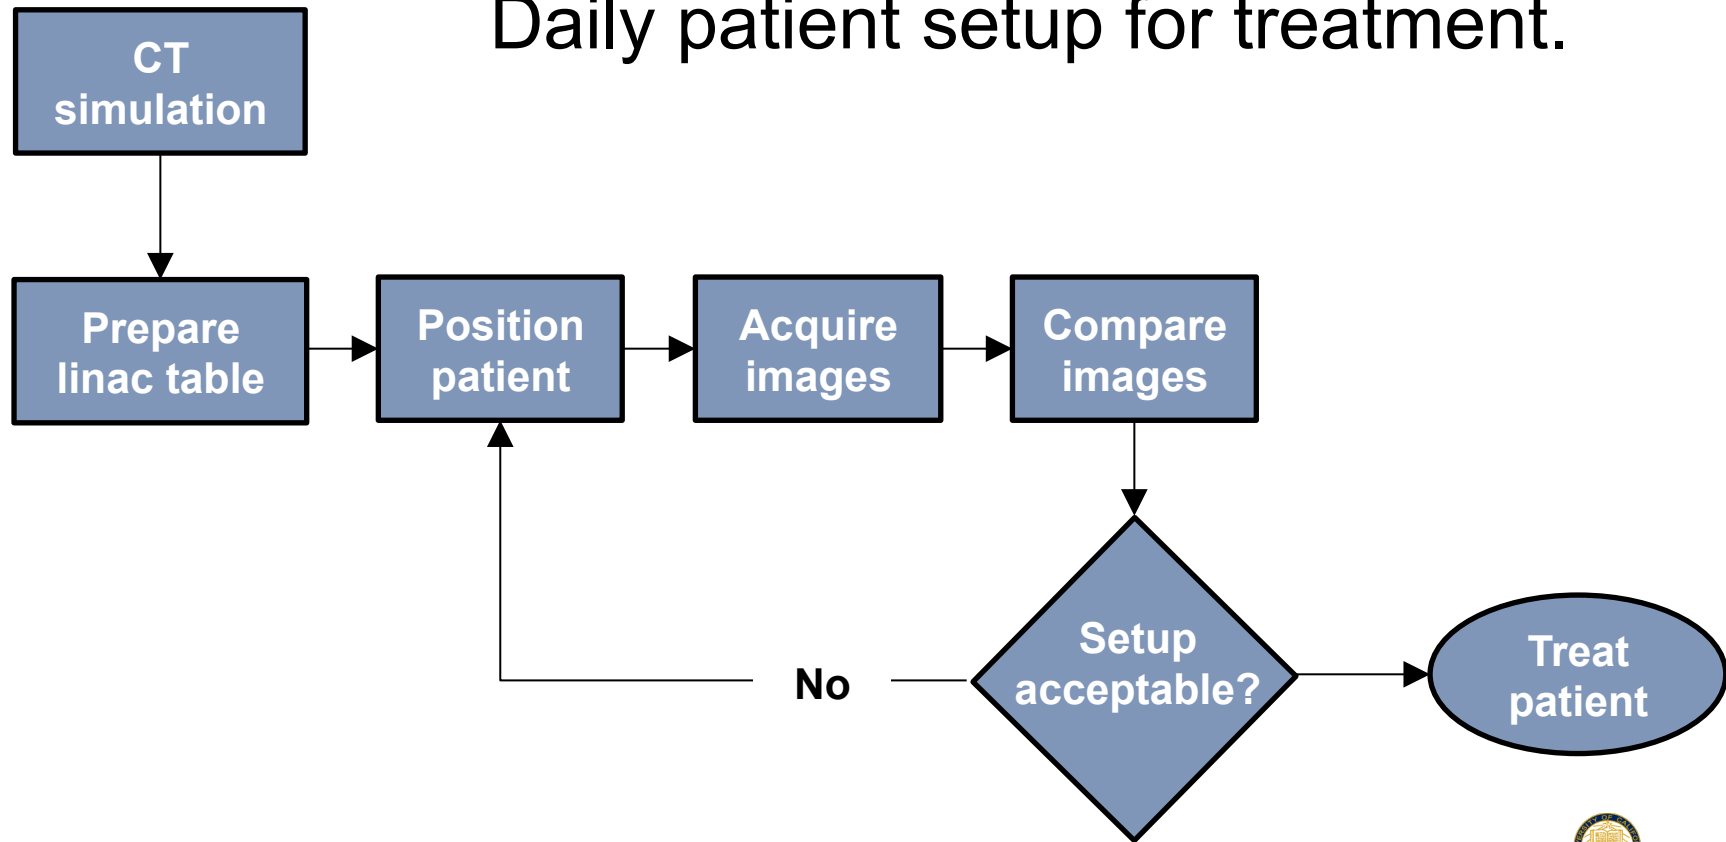 Daily patient setup for treatment.
CT
simulation
Prepare
linac table
Position
patient
Acquire
images
Compare
images
Setup
acceptable?
No
Treat
patient